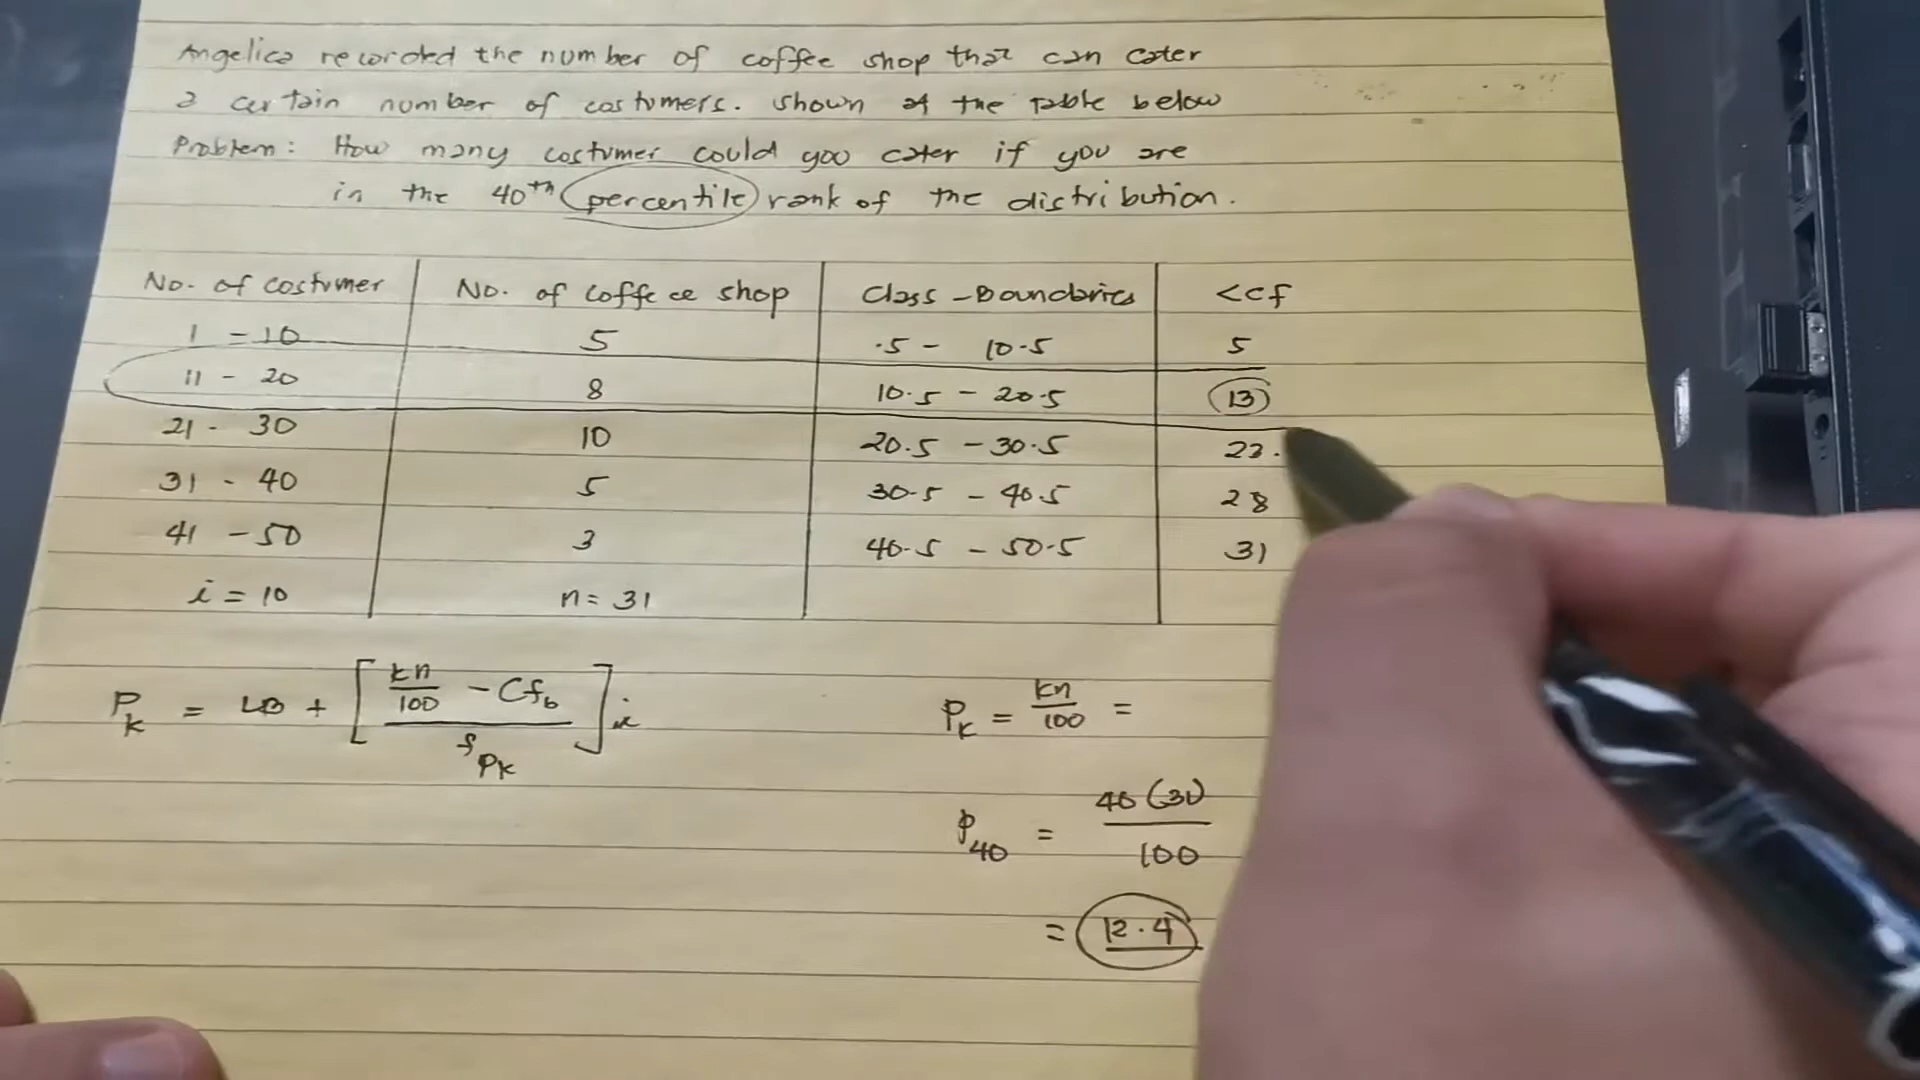 Angelica recorded the number of coffee shop that can cater
a certain number of costumers. shown at the table below
Problem: How many costumer could you cater if you are
in the 40th percentile rank of the distribution.
No. of costumer No. of coffee shop Class-Boundaries <cf
1 - 10 5 .5 - 10.5 5
11 - 20 8 10.5 - 20.5 13
21 - 30 10 20.5 - 30.5 23.
31 - 40 5 30.5 - 40.5 28
41 - 50 3 40.5 - 50.5 31
i = 10 n = 31
Pk = LB + [ kn/100 - Cfb / fPk ] i
Pk = kn/100 =
P40 = 40(31)/100
= 12.4